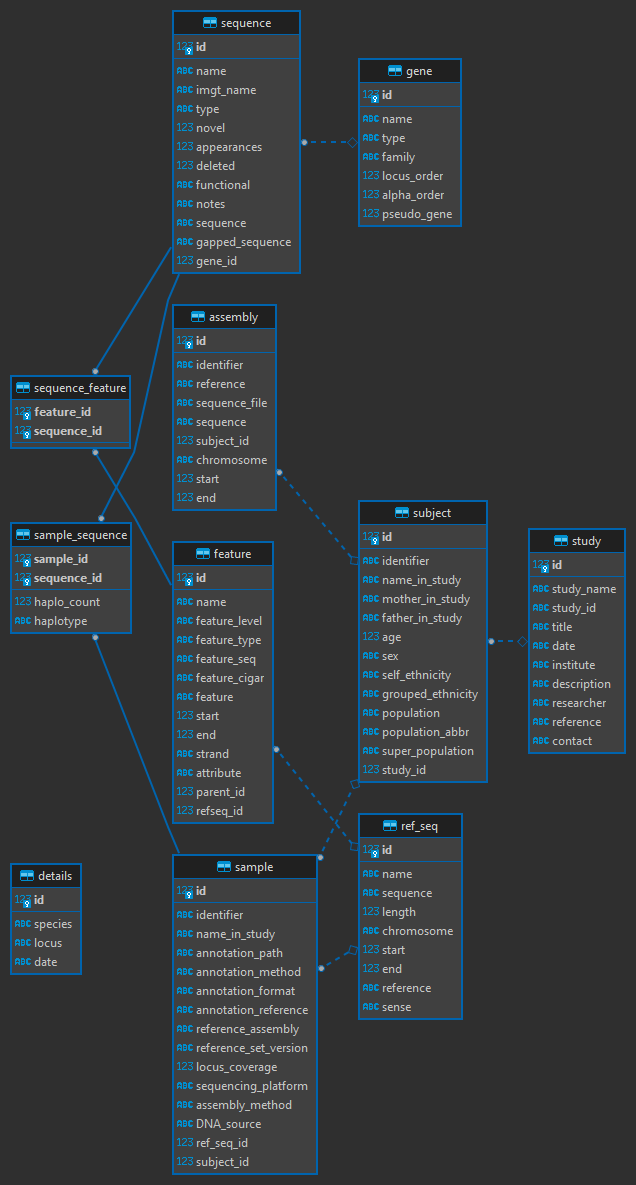 sequence
123 id
ABC name
ABC imgt_name
ABC type
123 novel
123 appearances
123 deleted
ABC functional
ABC notes
123 sequence
ABC gapped_sequence
123 gene_id
gene
123 id
ABC name
ABC type
ABC family
123 locus_order
123 alpha_order
123 pseudo_gene
assembly
123 id
ABC identifier
ABC reference
ABC sequence_file
ABC sequence
123 subject_id
ABC chromosome
123 start
123 end
sequence_feature
123 feature_id
123 sequence_id
sample_sequence
123 sample_id
123 sequence_id
123 haplo_count
ABC haplotype
feature
123 id
ABC name
ABC feature_level
ABC feature_type
ABC feature_seq
ABC feature_cigar
ABC feature
123 start
123 end
ABC strand
ABC attribute
123 parent_id
123 refseq_id
subject
123 id
ABC identifier
ABC name_in_study
ABC mother_in_study
ABC father_in_study
123 age
ABC sex
ABC self_ethnicity
ABC grouped_ethnicity
ABC population
ABC population_abbr
ABC super_population
123 study_id
study
123 id
ABC study_name
ABC study_id
ABC title
ABC date
ABC institute
ABC description
ABC researcher
ABC reference
ABC contact
ref_seq
123 id
ABC name
ABC sequence
123 length
ABC chromosome
123 start
123 end
ABC reference
ABC sense
details
123 id
ABC species
ABC locus
ABC date
sample
123 id
ABC identifier
ABC name_in_study
ABC annotation_path
ABC annotation_method
ABC annotation_format
ABC annotation_reference
ABC reference_assembly
ABC reference_set_version
123 locus_coverage
ABC sequencing_platform
ABC assembly_method
ABC DNA_source
123 ref_seq_id
123 subject_id